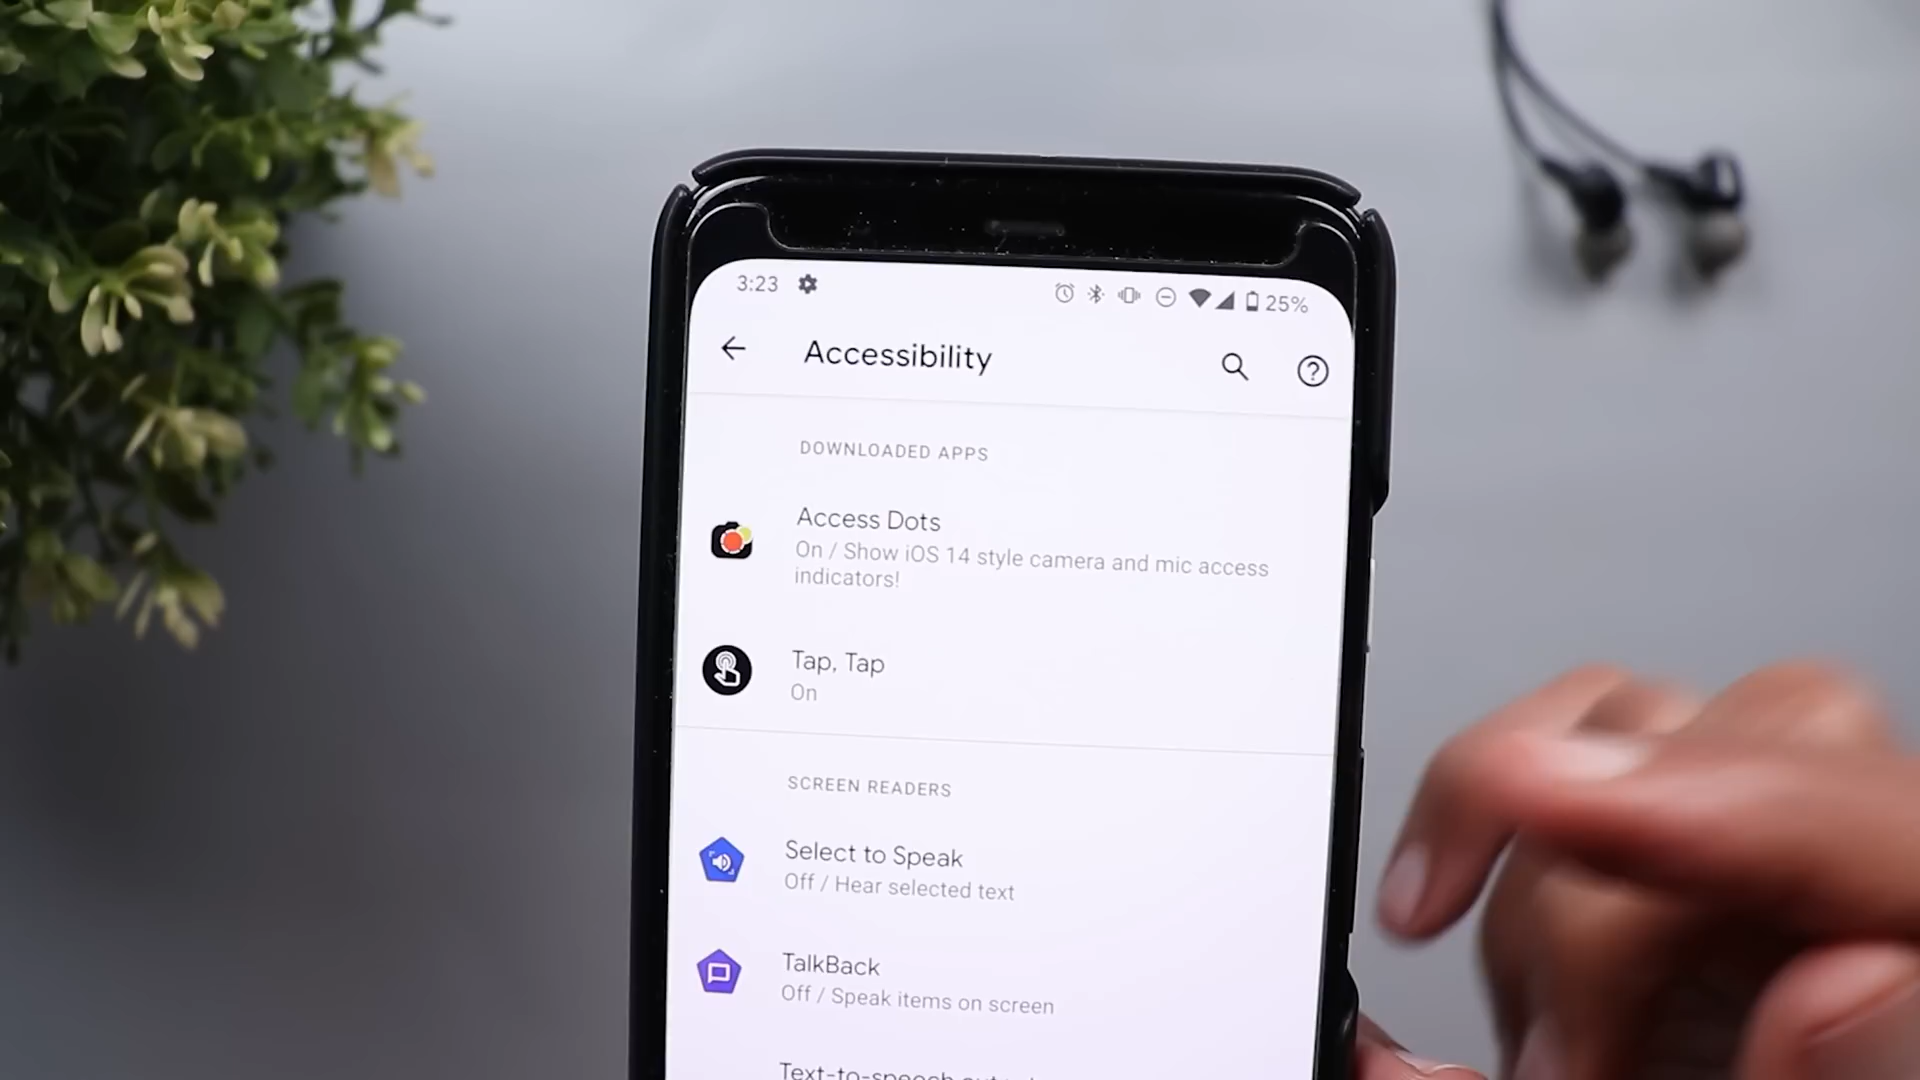 3:23
25%
Accessibility
DOWNLOADED APPS
Access Dots
On / Show iOS 14 style camera and mic access
indicators!
Tap, Tap
On
SCREEN READERS
Select to Speak
Off / Hear selected text
TalkBack
Off / Speak items on screen
Text-to-speech